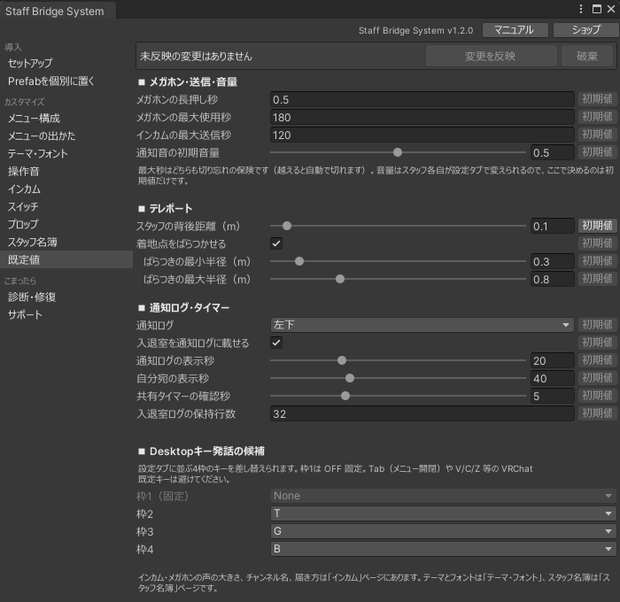 Staff Bridge System
Staff Bridge System v1.2.0
マニュアル
ショップ
導入
セットアップ
Prefabを個別に置く
カスタマイズ
メニュー構成
メニューの出かた
テーマ・フォント
操作音
インカム
スイッチ
プロップ
スタッフ名簿
既定値
こまったら
診断・修復
サポート
未反映の変更はありません
変更を反映
破棄
■ メガホン・送信・音量
メガホンの長押し秒
0.5
初期値
メガホンの最大使用秒
180
初期値
インカムの最大送信秒
120
初期値
通知音の初期音量
0.5
初期値
最大秒はどちらも切り忘れの保険です（越えると自動で切れます）。音量はスタッフ各自が設定タブで変えられるので、ここで決めるのは初
期値だけです。
■ テレポート
スタッフの背後距離（m）
0.1
初期値
着地点をばらつかせる
初期値
ばらつきの最小半径（m）
0.3
初期値
ばらつきの最大半径（m）
0.8
初期値
■ 通知ログ・タイマー
通知ログ
左下
初期値
入退室を通知ログに載せる
初期値
通知ログの表示秒
20
初期値
自分宛の表示秒
40
初期値
共有タイマーの確認秒
5
初期値
入退室ログの保持行数
32
初期値
■ Desktopキー発話の候補
設定タブに並ぶ4枠のキーを差し替えられます。枠1は OFF 固定。Tab（メニュー開閉）や V/C/Z 等の VRChat
既定キーは避けてください。
枠1（固定）
None
枠2
T
枠3
G
枠4
B
インカム・メガホンの声の大きさ、チャンネル名、届き方は「インカム」ページにあります。テーマとフォントは「テーマ・フォント」、スタッフ名簿は「ス
タッフ名簿」ページです。